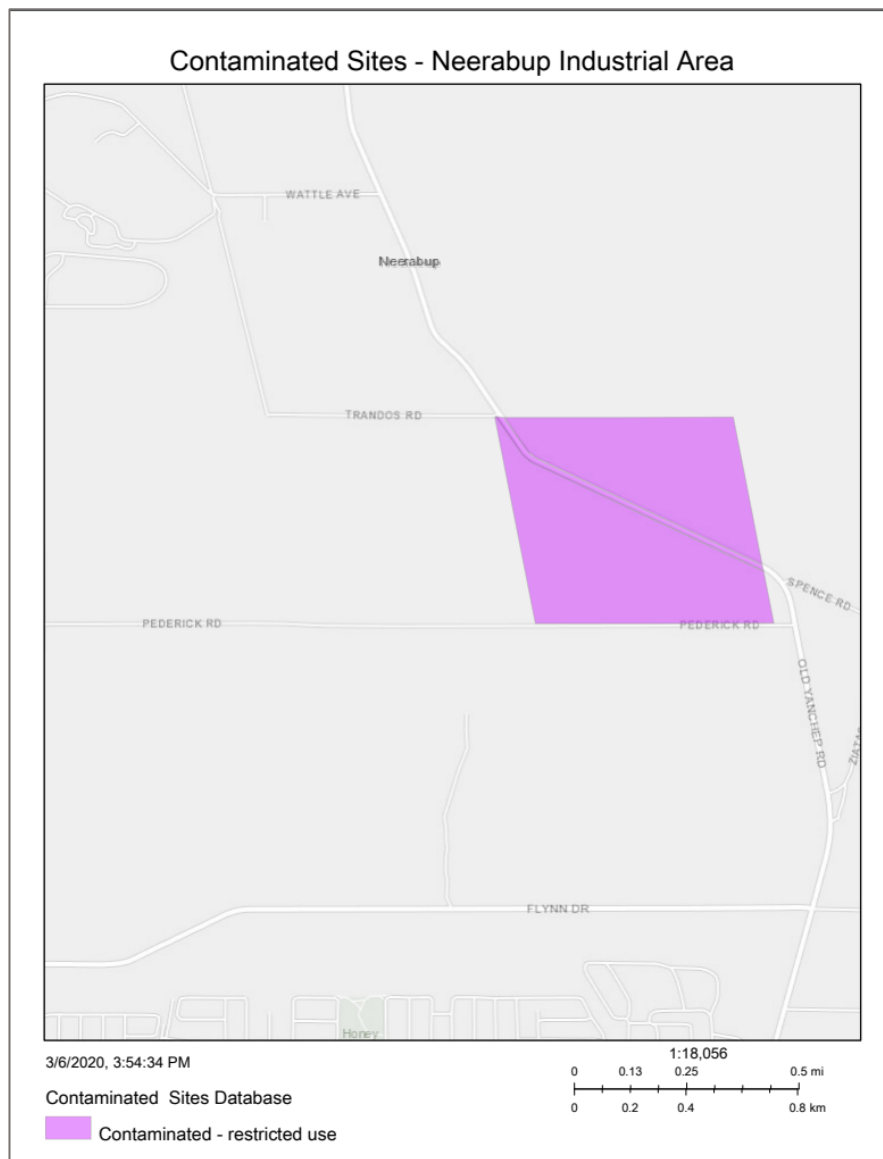 Contaminated Sites - Neerabup Industrial Area
WATTLE AVE
Neerabup
TRANDOS RD
SPENCE RD
PEDERICK RD
PEDERICK RD
OLD YANCHEP RD
FLYNN DR
Honey
3/6/2020, 3:54:34 PM
1:18,056
0 0.13 0.25 0.5 mi
0 0.2 0.4 0.8 km
Contaminated Sites Database
Contaminated - restricted use